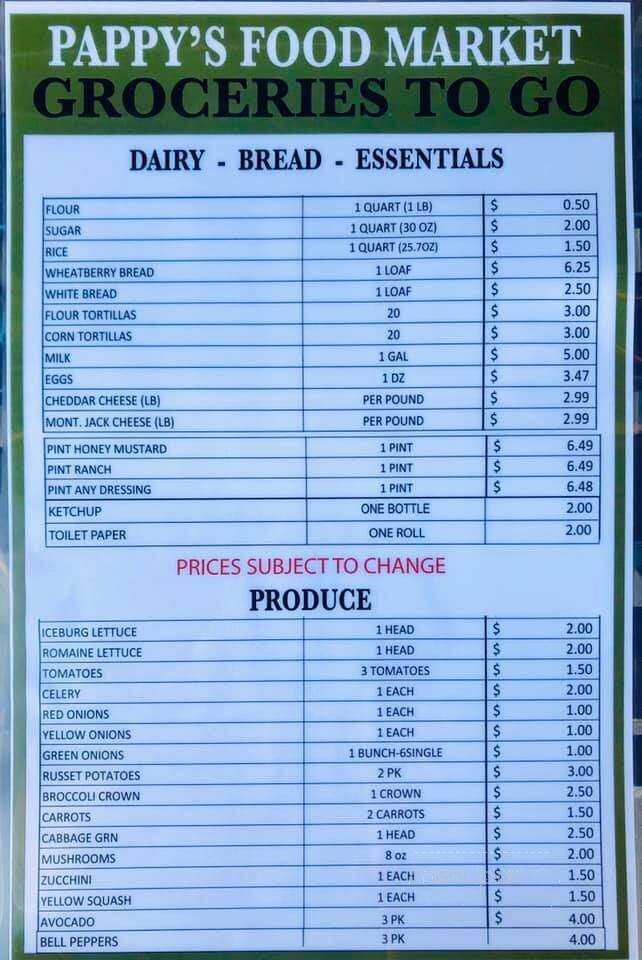 PAPPY'S FOOD MARKET
GROCERIES TO GO
DAIRY - BREAD - ESSENTIALS
FLOUR 1 QUART (1 LB) $ 0.50
SUGAR 1 QUART (30 OZ) $ 2.00
RICE 1 QUART (25.7OZ) $ 1.50
WHEATBERRY BREAD 1 LOAF $ 6.25
WHITE BREAD 1 LOAF $ 2.50
FLOUR TORTILLAS 20 $ 3.00
CORN TORTILLAS 20 $ 3.00
MILK 1 GAL $ 5.00
EGGS 1 DZ $ 3.47
CHEDDAR CHEESE (LB) PER POUND $ 2.99
MONT. JACK CHEESE (LB) PER POUND $ 2.99
PINT HONEY MUSTARD 1 PINT $ 6.49
PINT RANCH 1 PINT $ 6.49
PINT ANY DRESSING 1 PINT $ 6.48
KETCHUP ONE BOTTLE 2.00
TOILET PAPER ONE ROLL 2.00
PRICES SUBJECT TO CHANGE
PRODUCE
ICEBURG LETTUCE 1 HEAD $ 2.00
ROMAINE LETTUCE 1 HEAD $ 2.00
TOMATOES 3 TOMATOES $ 1.50
CELERY 1 EACH $ 2.00
RED ONIONS 1 EACH $ 1.00
YELLOW ONIONS 1 EACH $ 1.00
GREEN ONIONS 1 BUNCH-6SINGLE $ 1.00
RUSSET POTATOES 2 PK $ 3.00
BROCCOLI CROWN 1 CROWN $ 2.50
CARROTS 2 CARROTS $ 1.50
CABBAGE GRN 1 HEAD $ 2.50
MUSHROOMS 8 oz $ 2.00
ZUCCHINI 1 EACH $ 1.50
YELLOW SQUASH 1 EACH $ 1.50
AVOCADO 3 PK $ 4.00
BELL PEPPERS 3 PK 4.00